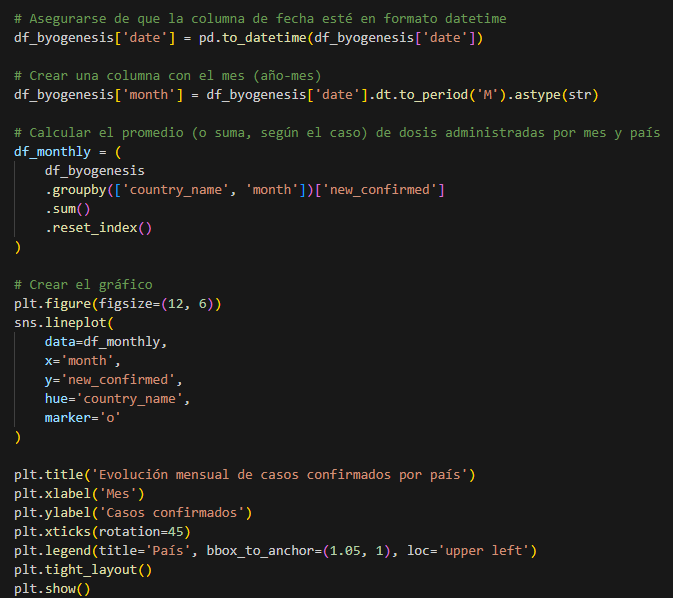 # Asegurarse de que la columna de fecha esté en formato datetime
df_byogenesis['date'] = pd.to_datetime(df_byogenesis['date'])

# Crear una columna con el mes (año-mes)
df_byogenesis['month'] = df_byogenesis['date'].dt.to_period('M').astype(str)

# Calcular el promedio (o suma, según el caso) de dosis administradas por mes y país
df_monthly = (
    df_byogenesis
    .groupby(['country_name', 'month'])['new_confirmed']
    .sum()
    .reset_index()
)

# Crear el gráfico
plt.figure(figsize=(12, 6))
sns.lineplot(
    data=df_monthly,
    x='month',
    y='new_confirmed',
    hue='country_name',
    marker='o'
)

plt.title('Evolución mensual de casos confirmados por país')
plt.xlabel('Mes')
plt.ylabel('Casos confirmados')
plt.xticks(rotation=45)
plt.legend(title='País', bbox_to_anchor=(1.05, 1), loc='upper left')
plt.tight_layout()
plt.show()